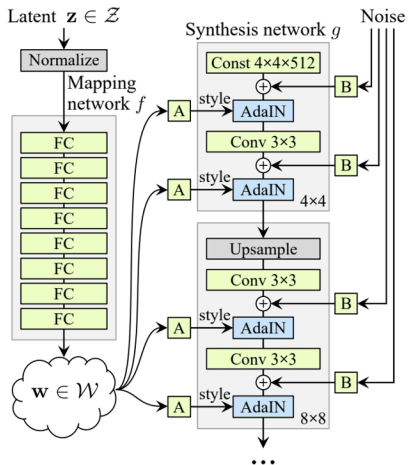 Latent z ∈ Z
Normalize
Mapping
network f
FC
FC
FC
FC
FC
FC
FC
FC
w ∈ W
Synthesis network g
Noise
Const 4×4×512
B
A
style
AdaIN
Conv 3×3
B
A
style
AdaIN
4×4
Upsample
Conv 3×3
B
A
style
AdaIN
Conv 3×3
B
A
style
AdaIN
8×8
...